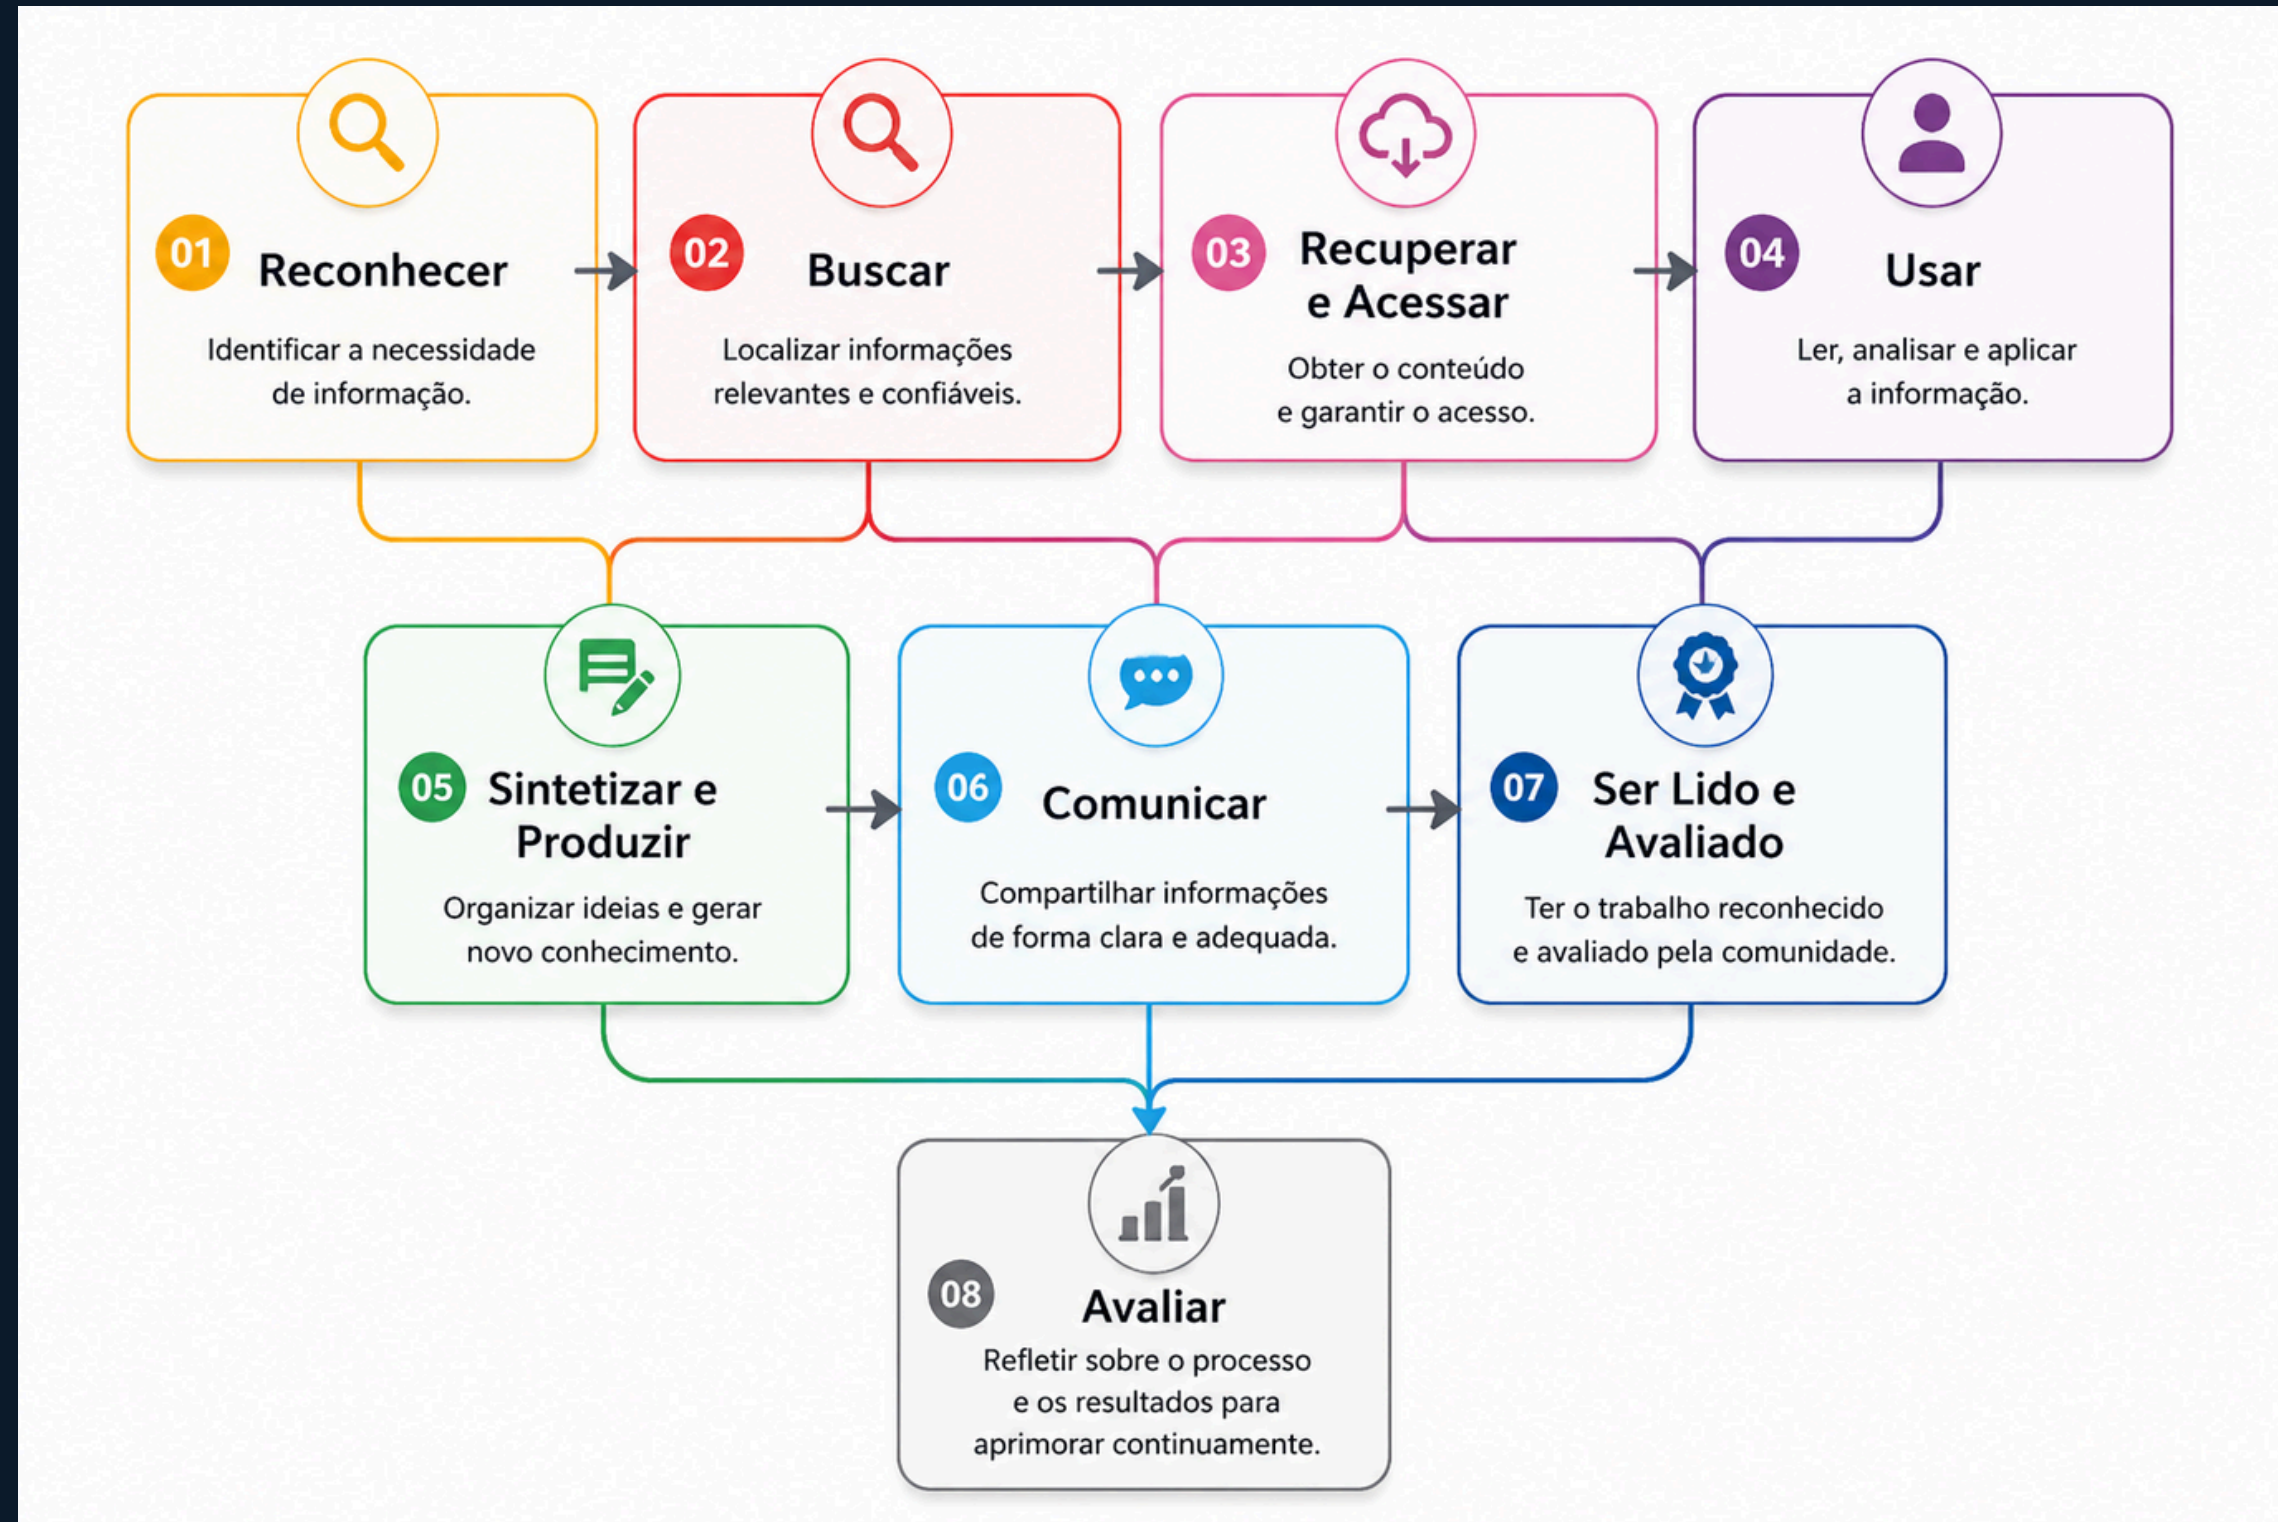 01
Reconhecer
Identificar a necessidade
de informação.
02
Buscar
Localizar informações
relevantes e confiáveis.
03
Recuperar
e Acessar
Obter o conteúdo
e garantir o acesso.
04
Usar
Ler, analisar e aplicar
a informação.
05
Sintetizar e
Produzir
Organizar ideias e gerar
novo conhecimento.
06
Comunicar
Compartilhar informações
de forma clara e adequada.
07
Ser Lido e
Avaliado
Ter o trabalho reconhecido
e avaliado pela comunidade.
08
Avaliar
Refletir sobre o processo
e os resultados para
aprimorar continuamente.